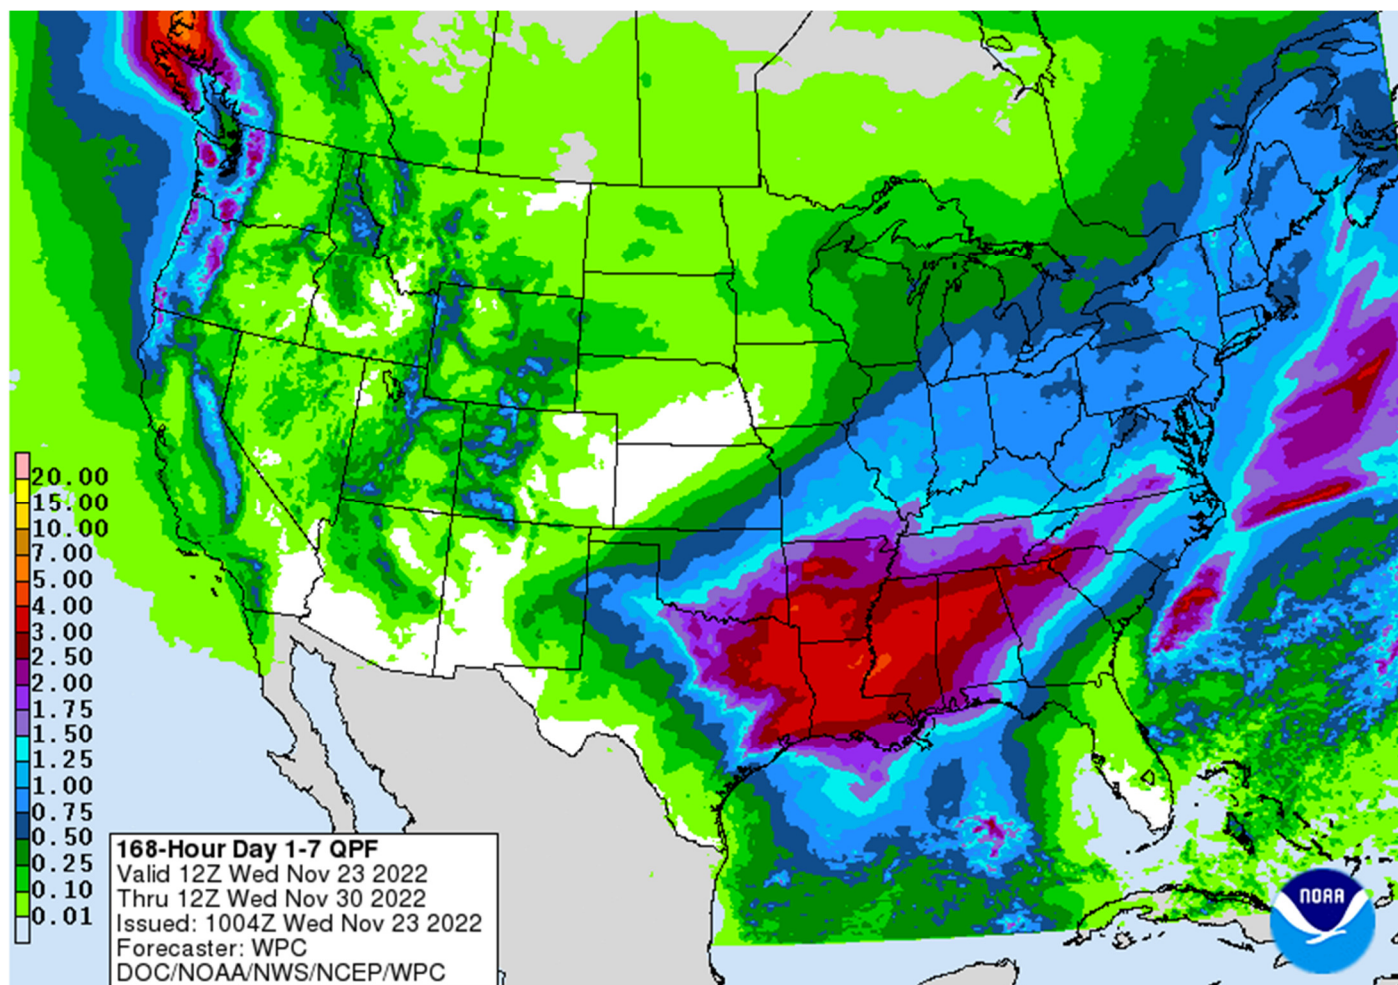 20.00
15.00
10.00
7.00
5.00
4.00
3.00
2.50
2.00
1.75
1.50
1.25
1.00
0.75
0.50
0.25
0.10
0.01
168-Hour Day 1-7 QPF
Valid 12Z Wed Nov 23 2022
Thru 12Z Wed Nov 30 2022
Issued: 1004Z Wed Nov 23 2022
Forecaster: WPC
DOC/NOAA/NWS/NCEP/WPC
NOAA